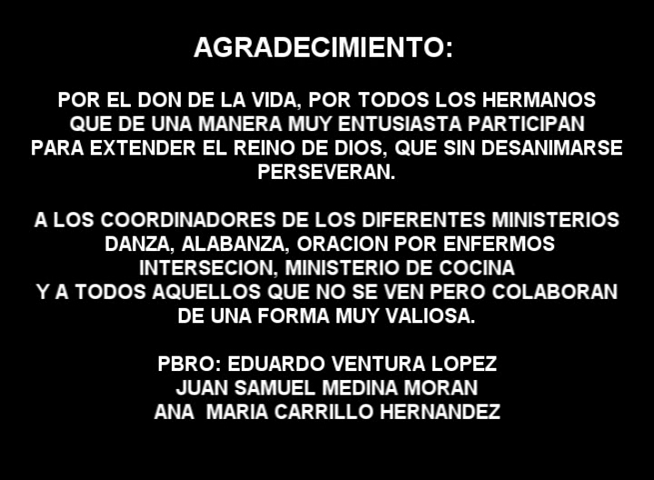 AGRADECIMIENTO:
POR EL DON DE LA VIDA, POR TODOS LOS HERMANOS
QUE DE UNA MANERA MUY ENTUSIASTA PARTICIPAN
PARA EXTENDER EL REINO DE DIOS, QUE SIN DESANIMARSE
PERSEVERAN.
A LOS COORDINADORES DE LOS DIFERENTES MINISTERIOS
DANZA, ALABANZA, ORACION POR ENFERMOS
INTERSECION, MINISTERIO DE COCINA
Y A TODOS AQUELLOS QUE NO SE VEN PERO COLABORAN
DE UNA FORMA MUY VALIOSA.
PBRO: EDUARDO VENTURA LOPEZ
JUAN SAMUEL MEDINA MORAN
ANA  MARIA CARRILLO HERNANDEZ